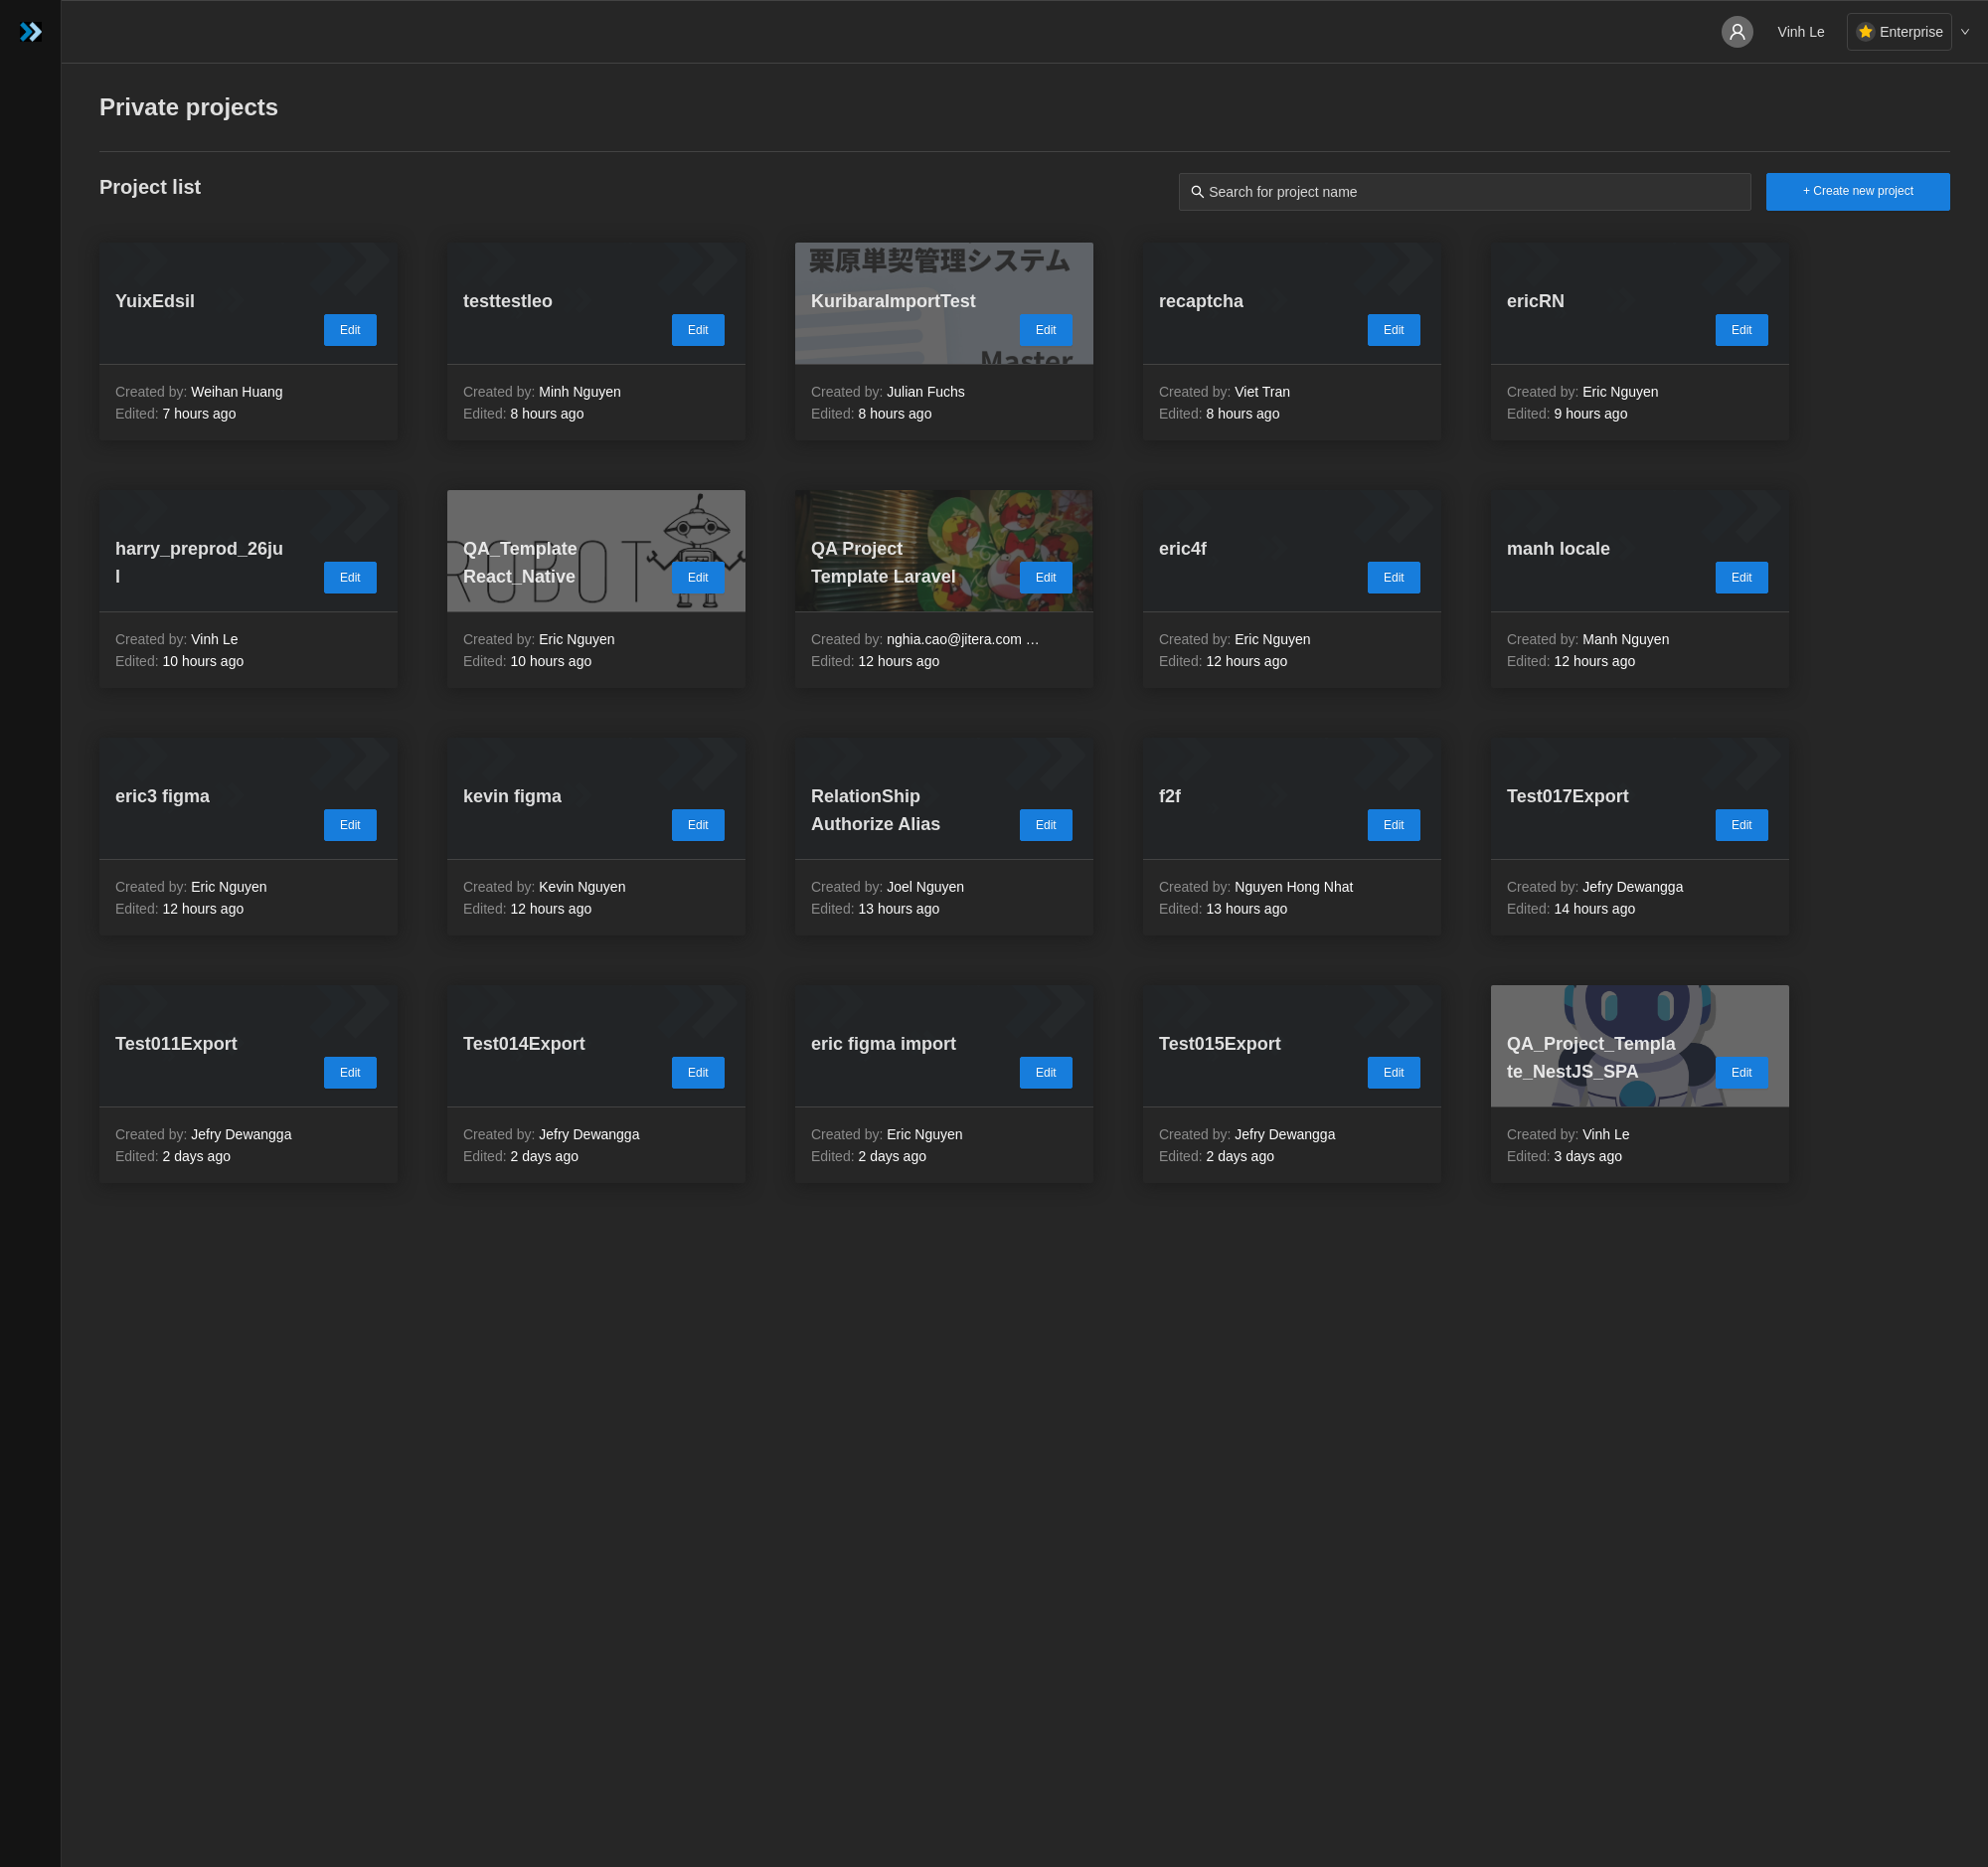 Vinh Le
Enterprise
Private projects
Project list
Search for project name
+ Create new project
YuixEdsil
Edit
Created by: Weihan Huang
Edited: 7 hours ago
testtestleo
Edit
Created by: Minh Nguyen
Edited: 8 hours ago
栗原単契管理システム
KuribaraImportTest
Edit
Master
Created by: Julian Fuchs
Edited: 8 hours ago
recaptcha
Edit
Created by: Viet Tran
Edited: 8 hours ago
ericRN
Edit
Created by: Eric Nguyen
Edited: 9 hours ago
harry_preprod_26ju
l
Edit
Created by: Vinh Le
Edited: 10 hours ago
ROBOT
QA_Template
React_Native
Edit
Created by: Eric Nguyen
Edited: 10 hours ago
QA Project
Template Laravel
Edit
Created by: nghia.cao@jitera.com …
Edited: 12 hours ago
eric4f
Edit
Created by: Eric Nguyen
Edited: 12 hours ago
manh locale
Edit
Created by: Manh Nguyen
Edited: 12 hours ago
eric3 figma
Edit
Created by: Eric Nguyen
Edited: 12 hours ago
kevin figma
Edit
Created by: Kevin Nguyen
Edited: 12 hours ago
RelationShip
Authorize Alias
Edit
Created by: Joel Nguyen
Edited: 13 hours ago
f2f
Edit
Created by: Nguyen Hong Nhat
Edited: 13 hours ago
Test017Export
Edit
Created by: Jefry Dewangga
Edited: 14 hours ago
Test011Export
Edit
Created by: Jefry Dewangga
Edited: 2 days ago
Test014Export
Edit
Created by: Jefry Dewangga
Edited: 2 days ago
eric figma import
Edit
Created by: Eric Nguyen
Edited: 2 days ago
Test015Export
Edit
Created by: Jefry Dewangga
Edited: 2 days ago
QA_Project_Templa
te_NestJS_SPA
Edit
Created by: Vinh Le
Edited: 3 days ago